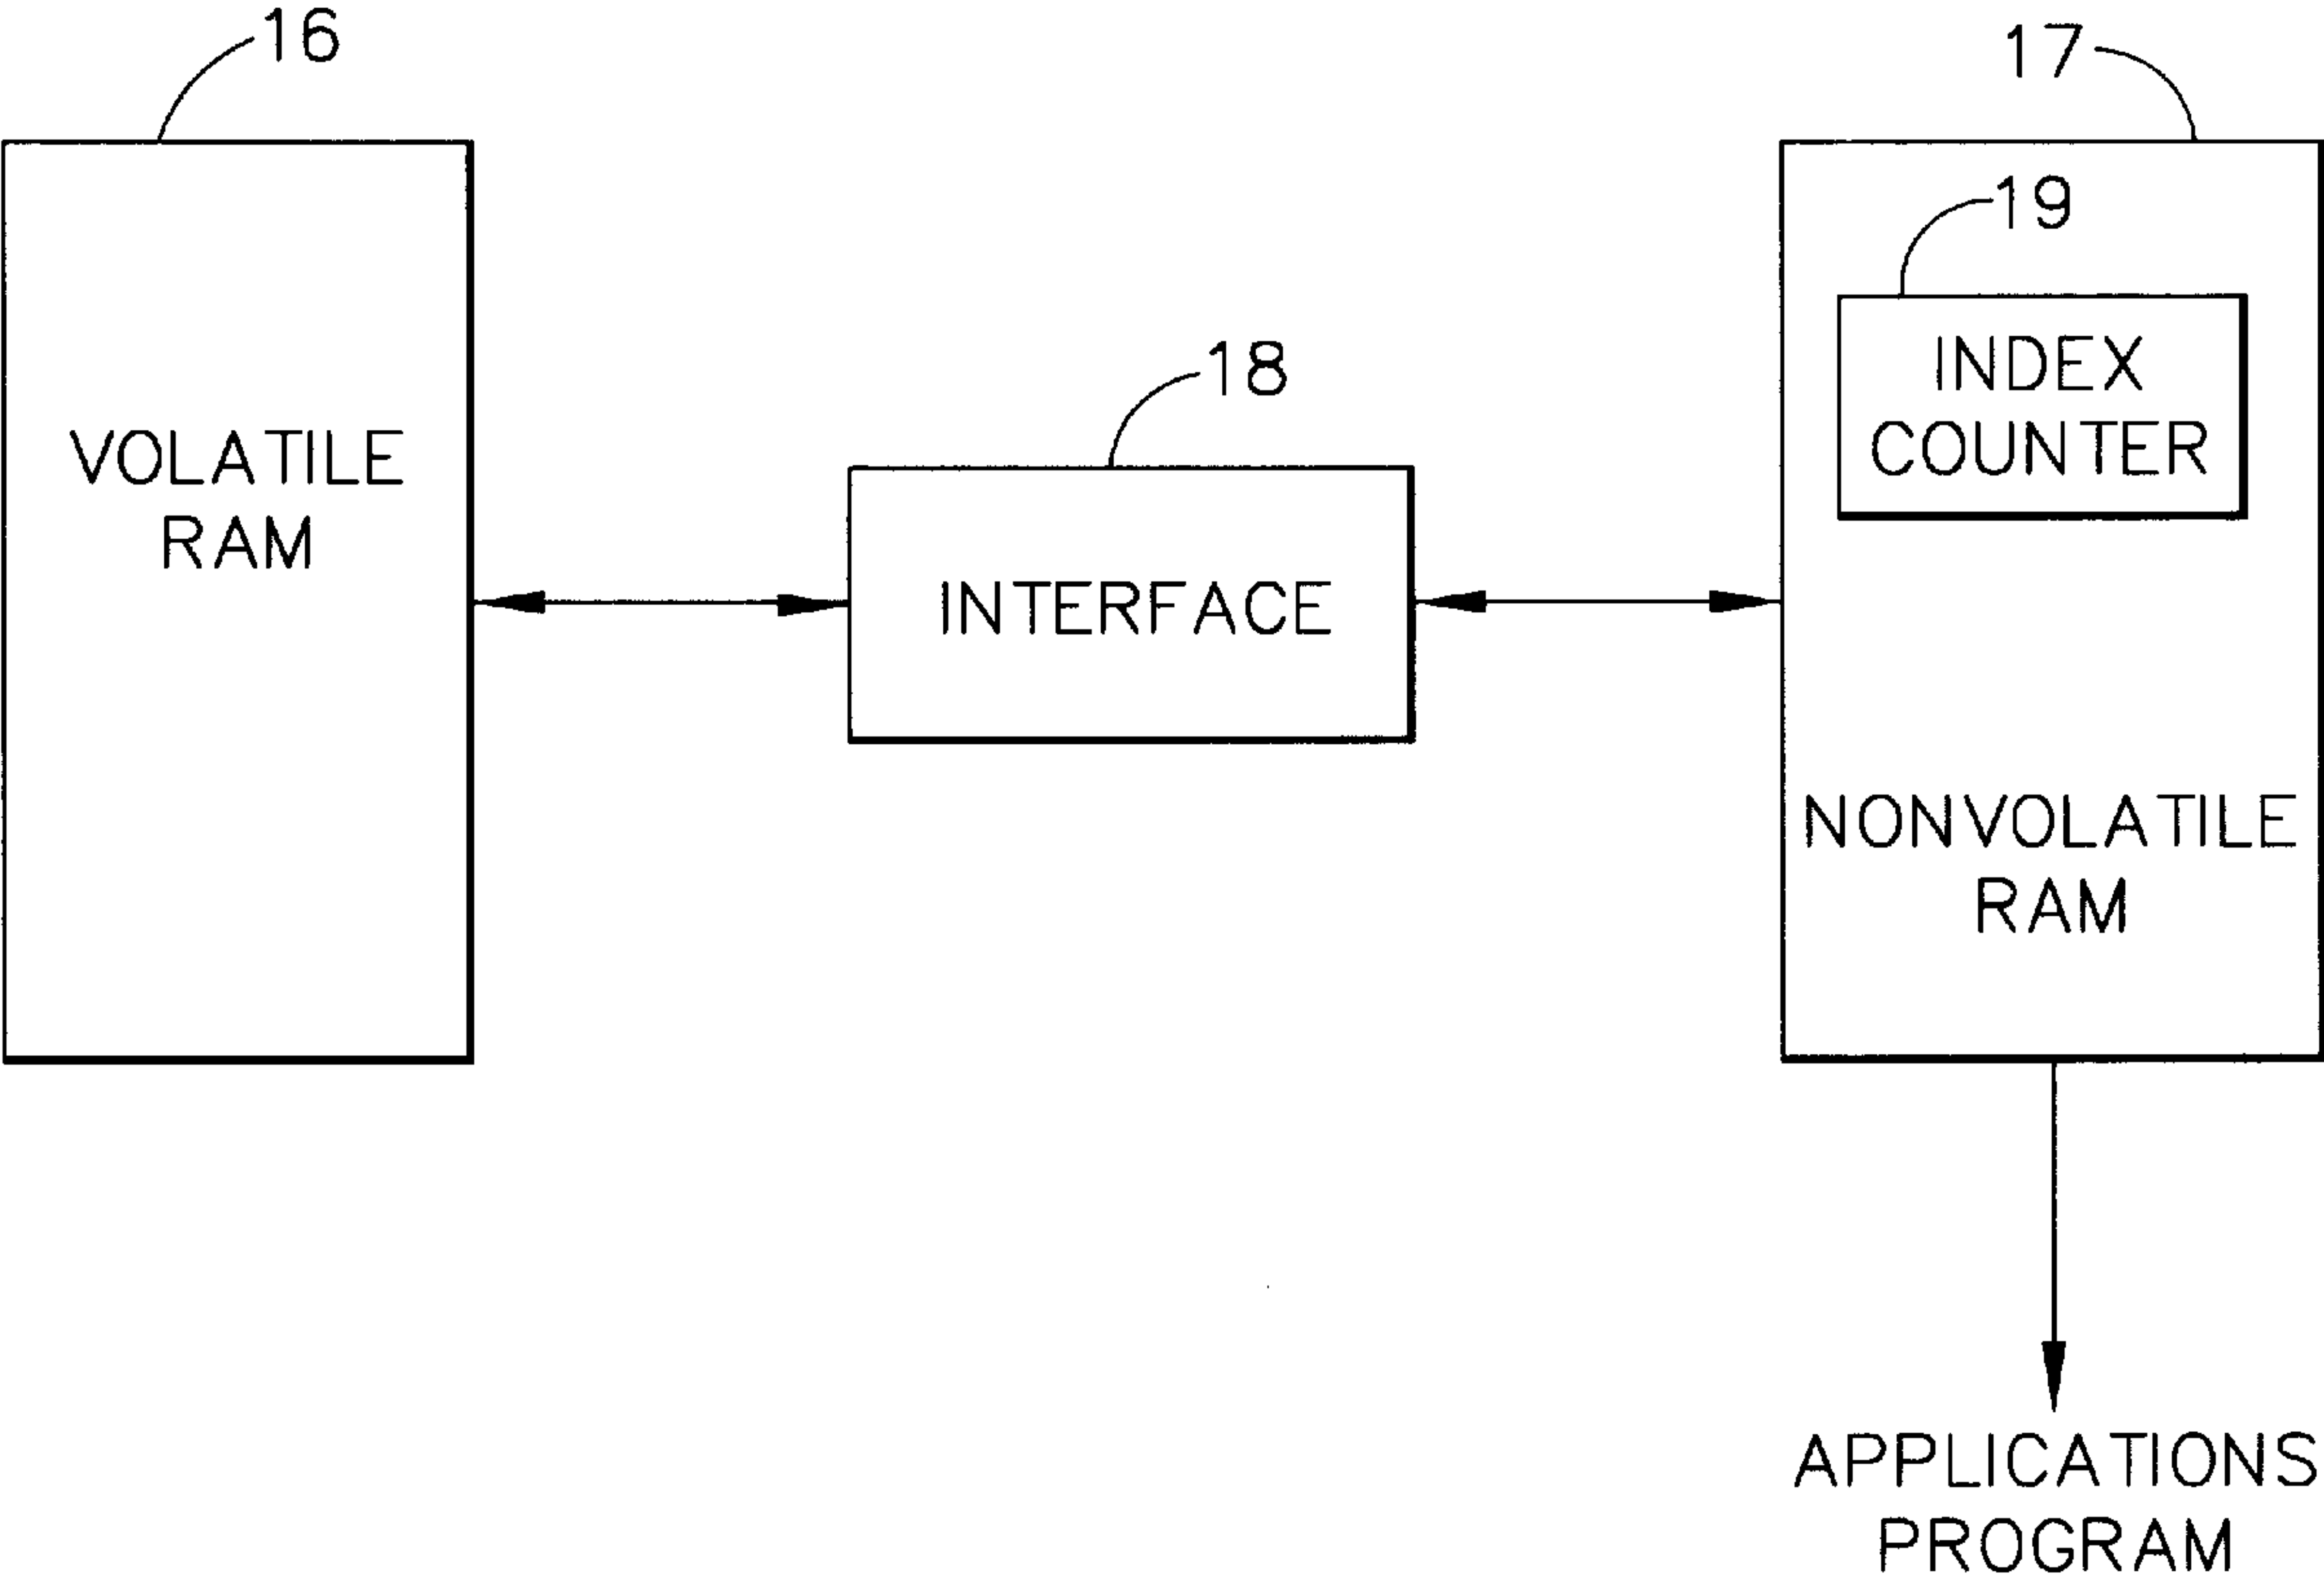 16
17
19
INDEX
COUNTER
18
VOLATILE
RAM
INTERFACE
NONVOLATILE
RAM
APPLICATIONS
PROGRAM